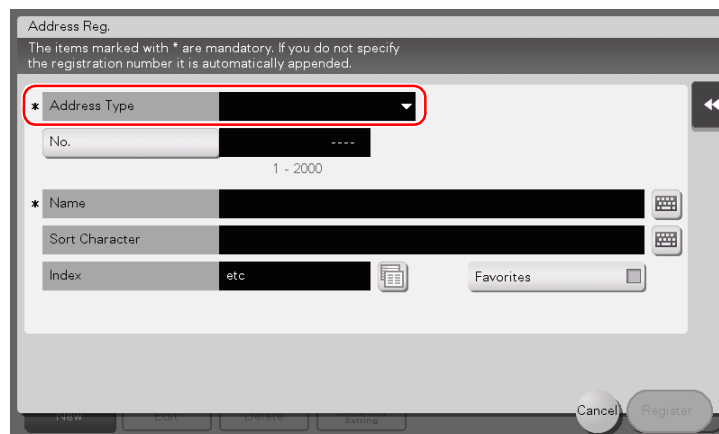 Address Reg.
The items marked with * are mandatory. If you do not specify
the registration number it is automatically appended.
* Address Type
No. ----
1 - 2000
* Name
Sort Character
Index etc Favorites
Cancel Register
New Edit Delete
Setting